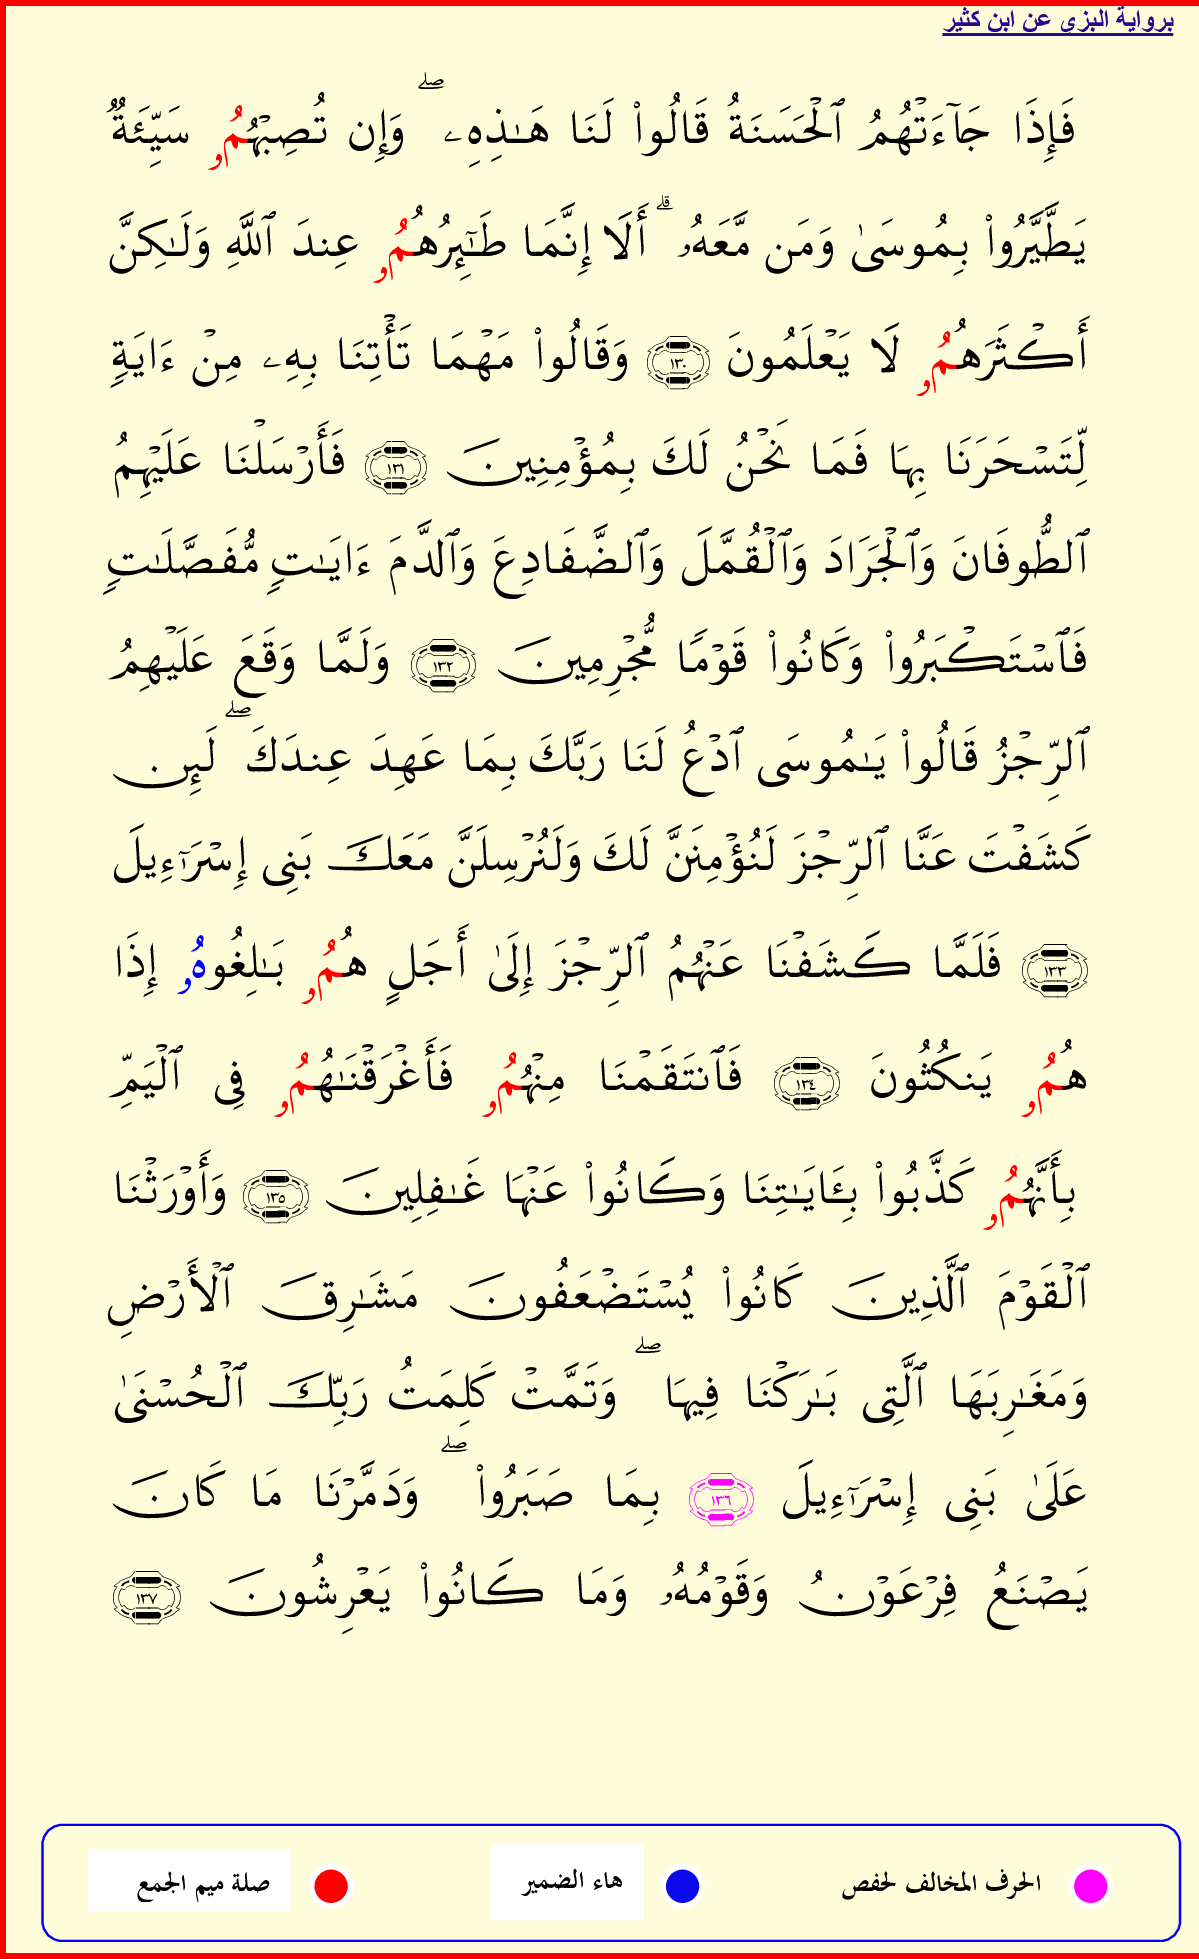 برواية البزي عن ابن كثير
فَإِذَا جَآءَتْهُمُ ٱلْحَسَنَةُ قَالُوا۟ لَنَا هَـٰذِهِۦ ۖ وَإِن تُصِبْهُمُۥ سَيِّئَةٌ
يَطَّيَّرُوا۟ بِمُوسَىٰ وَمَن مَّعَهُۥ ۗ أَلَا إِنَّمَا طَـٰٓئِرُهُمُۥ عِندَ ٱللَّهِ وَلَـٰكِنَّ
أَكْثَرَهُمُۥ لَا يَعْلَمُونَ ١٣٠ وَقَالُوا۟ مَهْمَا تَأْتِنَا بِهِۦ مِنْ ءَايَةٍ
لِّتَسْحَرَنَا بِهَا فَمَا نَحْنُ لَكَ بِمُؤْمِنِينَ ١٣١ فَأَرْسَلْنَا عَلَيْهِمُ
ٱلطُّوفَانَ وَٱلْجَرَادَ وَٱلْقُمَّلَ وَٱلضَّفَادِعَ وَٱلدَّمَ ءَايَـٰتٍ مُّفَصَّلَـٰتٍ
فَٱسْتَكْبَرُوا۟ وَكَانُوا۟ قَوْمًا مُّجْرِمِينَ ١٣٢ وَلَمَّا وَقَعَ عَلَيْهِمُ
ٱلرِّجْزُ قَالُوا۟ يَـٰمُوسَى ٱدْعُ لَنَا رَبَّكَ بِمَا عَهِدَ عِندَكَ ۖ لَئِن
كَشَفْتَ عَنَّا ٱلرِّجْزَ لَنُؤْمِنَنَّ لَكَ وَلَنُرْسِلَنَّ مَعَكَ بَنِى إِسْرَٰٓءِيلَ
١٣٣ فَلَمَّا كَشَفْنَا عَنْهُمُ ٱلرِّجْزَ إِلَىٰ أَجَلٍ هُمُۥ بَـٰلِغُوهُۥ إِذَا
هُمُۥ يَنكُثُونَ ١٣٤ فَٱنتَقَمْنَا مِنْهُمُۥ فَأَغْرَقْنَـٰهُمُۥ فِى ٱلْيَمِّ
بِأَنَّهُمُۥ كَذَّبُوا۟ بِـَٔايَـٰتِنَا وَكَانُوا۟ عَنْهَا غَـٰفِلِينَ ١٣٥ وَأَوْرَثْنَا
ٱلْقَوْمَ ٱلَّذِينَ كَانُوا۟ يُسْتَضْعَفُونَ مَشَـٰرِقَ ٱلْأَرْضِ
وَمَغَـٰرِبَهَا ٱلَّتِى بَـٰرَكْنَا فِيهَا ۖ وَتَمَّتْ كَلِمَتُ رَبِّكَ ٱلْحُسْنَىٰ
عَلَىٰ بَنِى إِسْرَٰٓءِيلَ ١٣٦ بِمَا صَبَرُوا۟ ۖ وَدَمَّرْنَا مَا كَانَ
يَصْنَعُ فِرْعَوْنُ وَقَوْمُهُۥ وَمَا كَانُوا۟ يَعْرِشُونَ ١٣٧
الحرف المخالف لحفص هاء الضمير صلة ميم الجمع